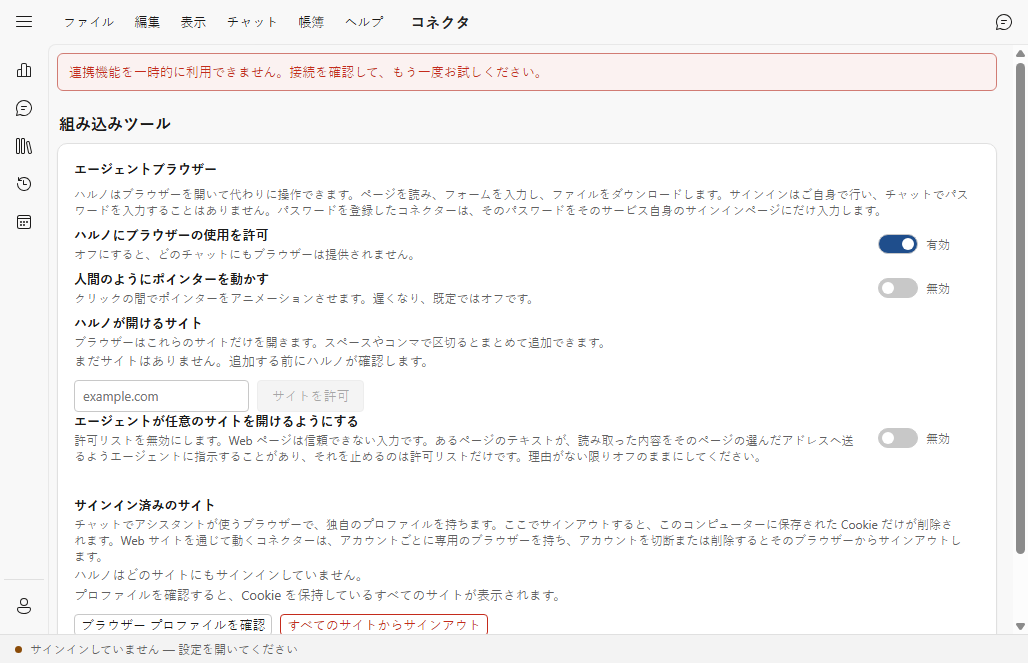 ファイル 編集 表示 チャット 帳簿 ヘルプ コネクタ
連携機能を一時的に利用できません。接続を確認して、もう一度お試しください。
組み込みツール
エージェントブラウザー
ハルノはブラウザーを開いて代わりに操作できます。ページを読み、フォームを入力し、ファイルをダウンロードします。サインインはご自身で行い、チャットでパス
ワードを入力することはありません。パスワードを登録したコネクターは、そのパスワードをそのサービス自身のサインインページにだけ入力します。
ハルノにブラウザーの使用を許可
オフにすると、どのチャットにもブラウザーは提供されません。
有効
人間のようにポインターを動かす
クリックの間でポインターをアニメーションさせます。遅くなり、既定ではオフです。
無効
ハルノが開けるサイト
ブラウザーはこれらのサイトだけを開きます。スペースやコンマで区切るとまとめて追加できます。
まだサイトはありません。追加する前にハルノが確認します。
example.com サイトを許可
エージェントが任意のサイトを開けるようにする
許可リストを無効にします。Web ページは信頼できない入力です。あるページのテキストが、読み取った内容をそのページの選んだアドレスへ送
るようエージェントに指示することがあり、それを止めるのは許可リストだけです。理由がない限りオフのままにしてください。
無効
サインイン済みのサイト
チャットでアシスタントが使うブラウザーで、独自のプロファイルを持ちます。ここでサインアウトすると、このコンピューターに保存された Cookie だけが削除さ
れます。Web サイトを通じて動くコネクターは、アカウントごとに専用のブラウザーを持ち、アカウントを切断または削除するとそのブラウザーからサインアウトし
ます。
ハルノはどのサイトにもサインインしていません。
プロファイルを確認すると、Cookie を保持しているすべてのサイトが表示されます。
ブラウザー プロファイルを確認 すべてのサイトからサインアウト
サインインしていません — 設定を開いてください